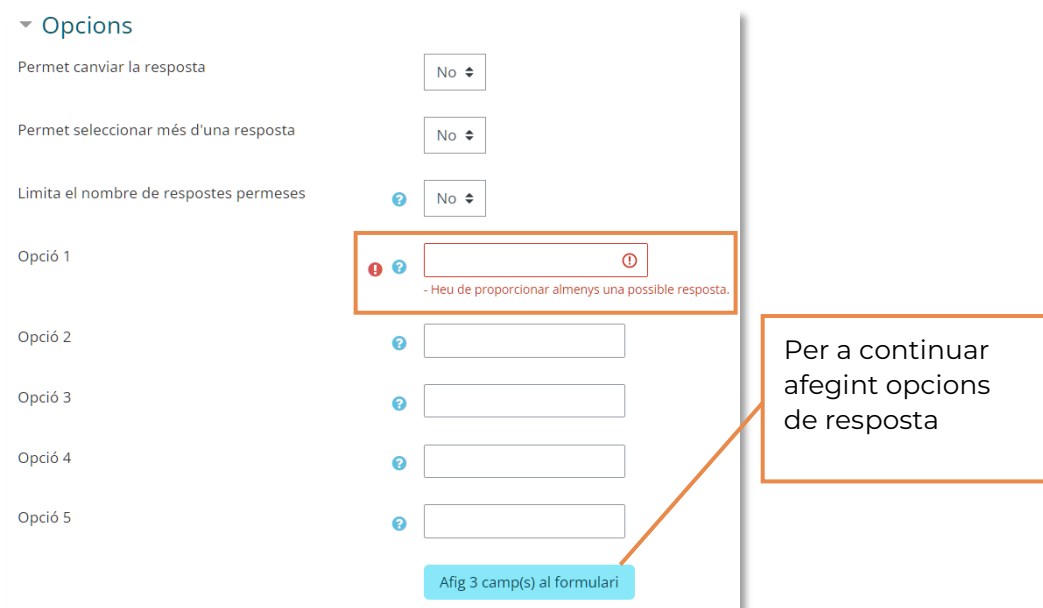 Opcions
Permet canviar la resposta
No
Permet seleccionar més d'una resposta
No
Limita el nombre de respostes permeses
No
Opció 1
- Heu de proporcionar almenys una possible resposta.
Opció 2
Opció 3
Opció 4
Opció 5
Afig 3 camp(s) al formulari
Per a continuar
afegint opcions
de resposta